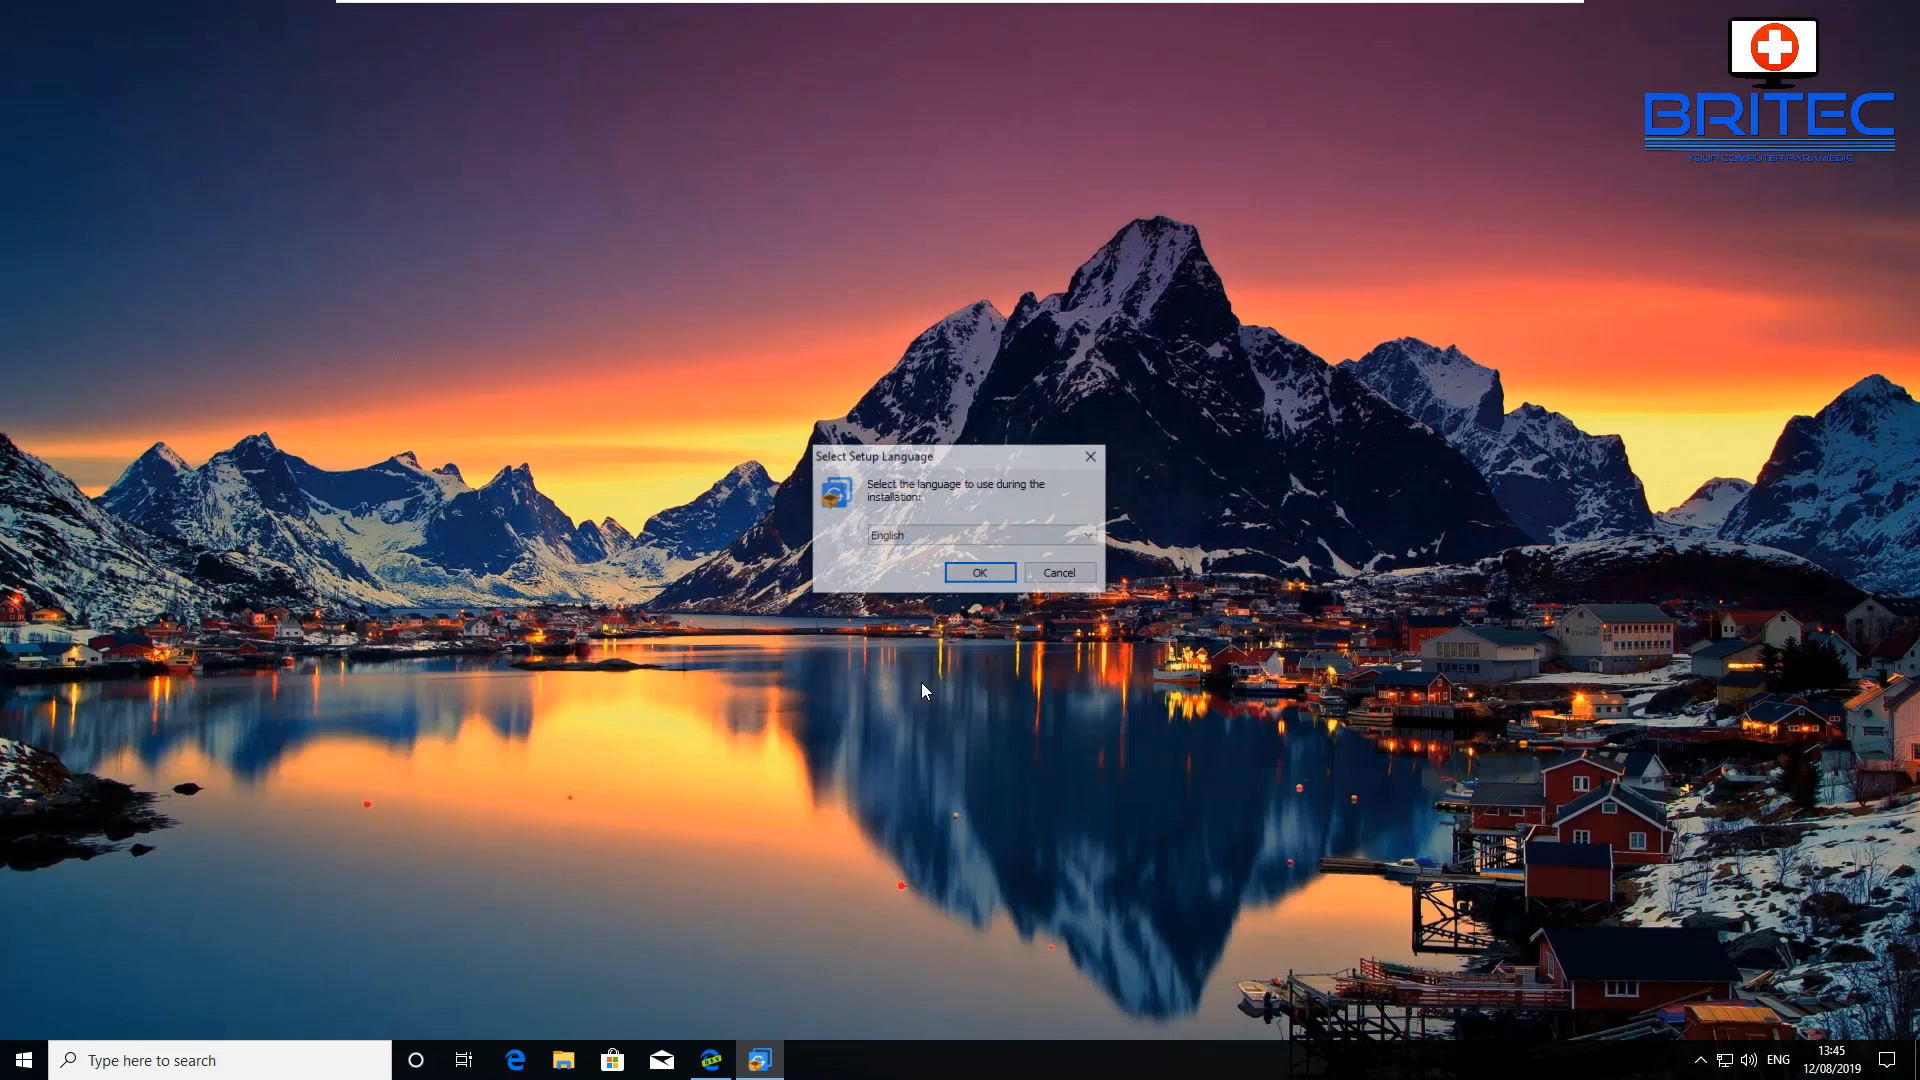 BRITEC
YOUR COMPUTER PARAMEDIC
Select Setup Language
Select the language to use during the
installation:
English
OK
Cancel
Type here to search
ENG
13:45
12/08/2019